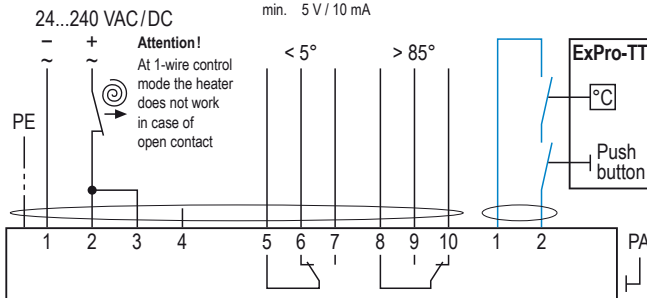 min. 5 V / 10 mA
24...240 VAC/DC
– + Attention!
~ ~ At 1-wire control
mode the heater
does not work
in case of
open contact
< 5° > 85°
ExPro-TT
°C
Push
button
PE
1 2 3 4 5 6 7 8 9 10 1 2
PA